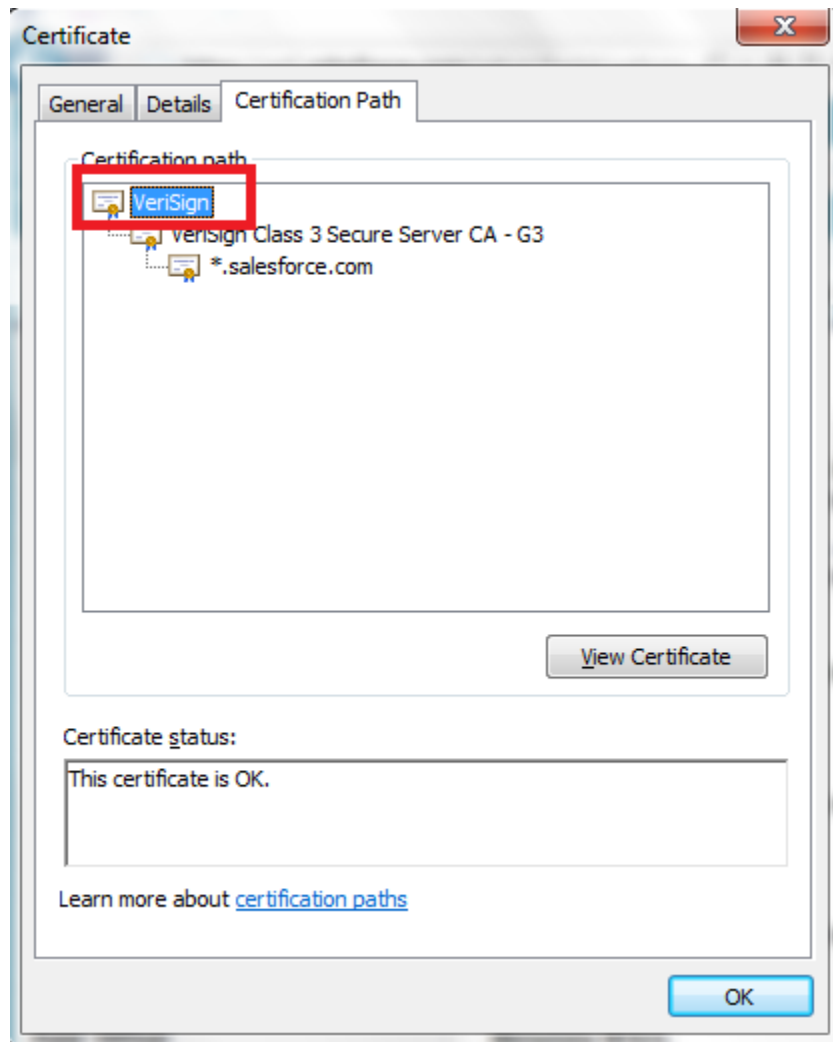 Certificate
General Details Certification Path
Certification path
VeriSign
VeriSign Class 3 Secure Server CA - G3
*.salesforce.com
View Certificate
Certificate status:
This certificate is OK.
Learn more about certification paths
OK